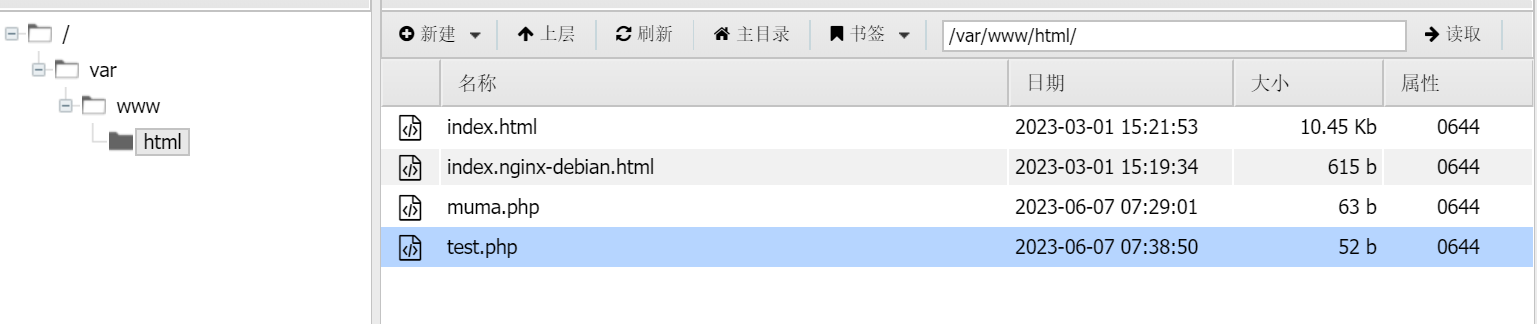 /
var
www
html
新建 上层 刷新 主目录 书签 /var/www/html/ 读取
名称 日期 大小 属性
index.html 2023-03-01 15:21:53 10.45 Kb 0644
index.nginx-debian.html 2023-03-01 15:19:34 615 b 0644
muma.php 2023-06-07 07:29:01 63 b 0644
test.php 2023-06-07 07:38:50 52 b 0644